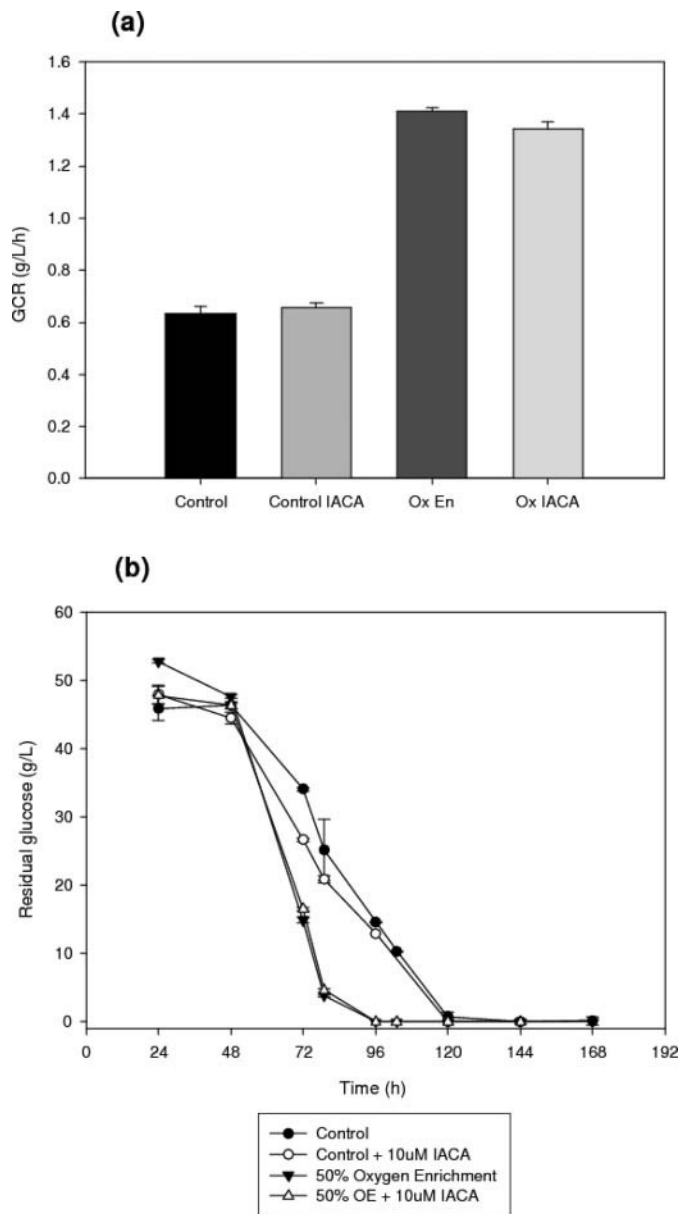 (a)
GCR (g/L/h)
1.6
1.4
1.2
1.0
0.8
0.6
0.4
0.2
0.0
Control Control IACA Ox En Ox IACA
(b)
Residual glucose (g/L)
60
50
40
30
20
10
0
0 24 48 72 96 120 144 168 192
Time (h)
Control
Control + 10uM IACA
50% Oxygen Enrichment
50% OE + 10uM IACA